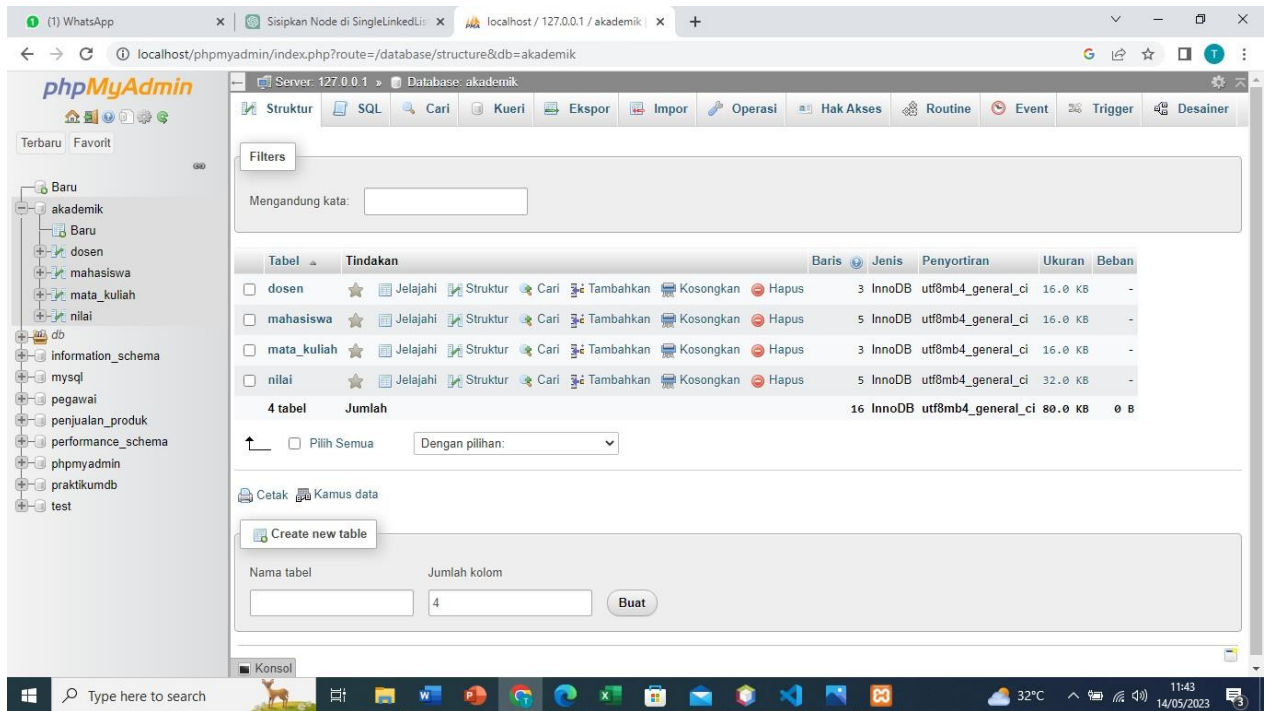 (1) WhatsApp
Sisipkan Node di SingleLinkedLis
localhost / 127.0.0.1 / akademik |
localhost/phpmyadmin/index.php?route=/database/structure&db=akademik
T
phpMyAdmin
Terbaru Favorit
Baru
akademik
Baru
dosen
mahasiswa
mata_kuliah
nilai
db
information_schema
mysql
pegawai
penjualan_produk
performance_schema
phpmyadmin
praktikumdb
test
Server: 127.0.0.1 » Database: akademik
Struktur SQL Cari Kueri Ekspor Impor Operasi Hak Akses Routine Event Trigger Desainer
Filters
Mengandung kata:
Tabel Tindakan Baris Jenis Penyortiran Ukuran Beban
dosen Jelajahi Struktur Cari Tambahkan Kosongkan Hapus 3 InnoDB utf8mb4_general_ci 16.0 KB -
mahasiswa Jelajahi Struktur Cari Tambahkan Kosongkan Hapus 5 InnoDB utf8mb4_general_ci 16.0 KB -
mata_kuliah Jelajahi Struktur Cari Tambahkan Kosongkan Hapus 3 InnoDB utf8mb4_general_ci 16.0 KB -
nilai Jelajahi Struktur Cari Tambahkan Kosongkan Hapus 5 InnoDB utf8mb4_general_ci 32.0 KB -
4 tabel Jumlah 16 InnoDB utf8mb4_general_ci 80.0 KB 0 B
Pilih Semua Dengan pilihan:
Cetak Kamus data
Create new table
Nama tabel Jumlah kolom
4 Buat
Konsol
Type here to search
32°C
11:43
14/05/2023
3